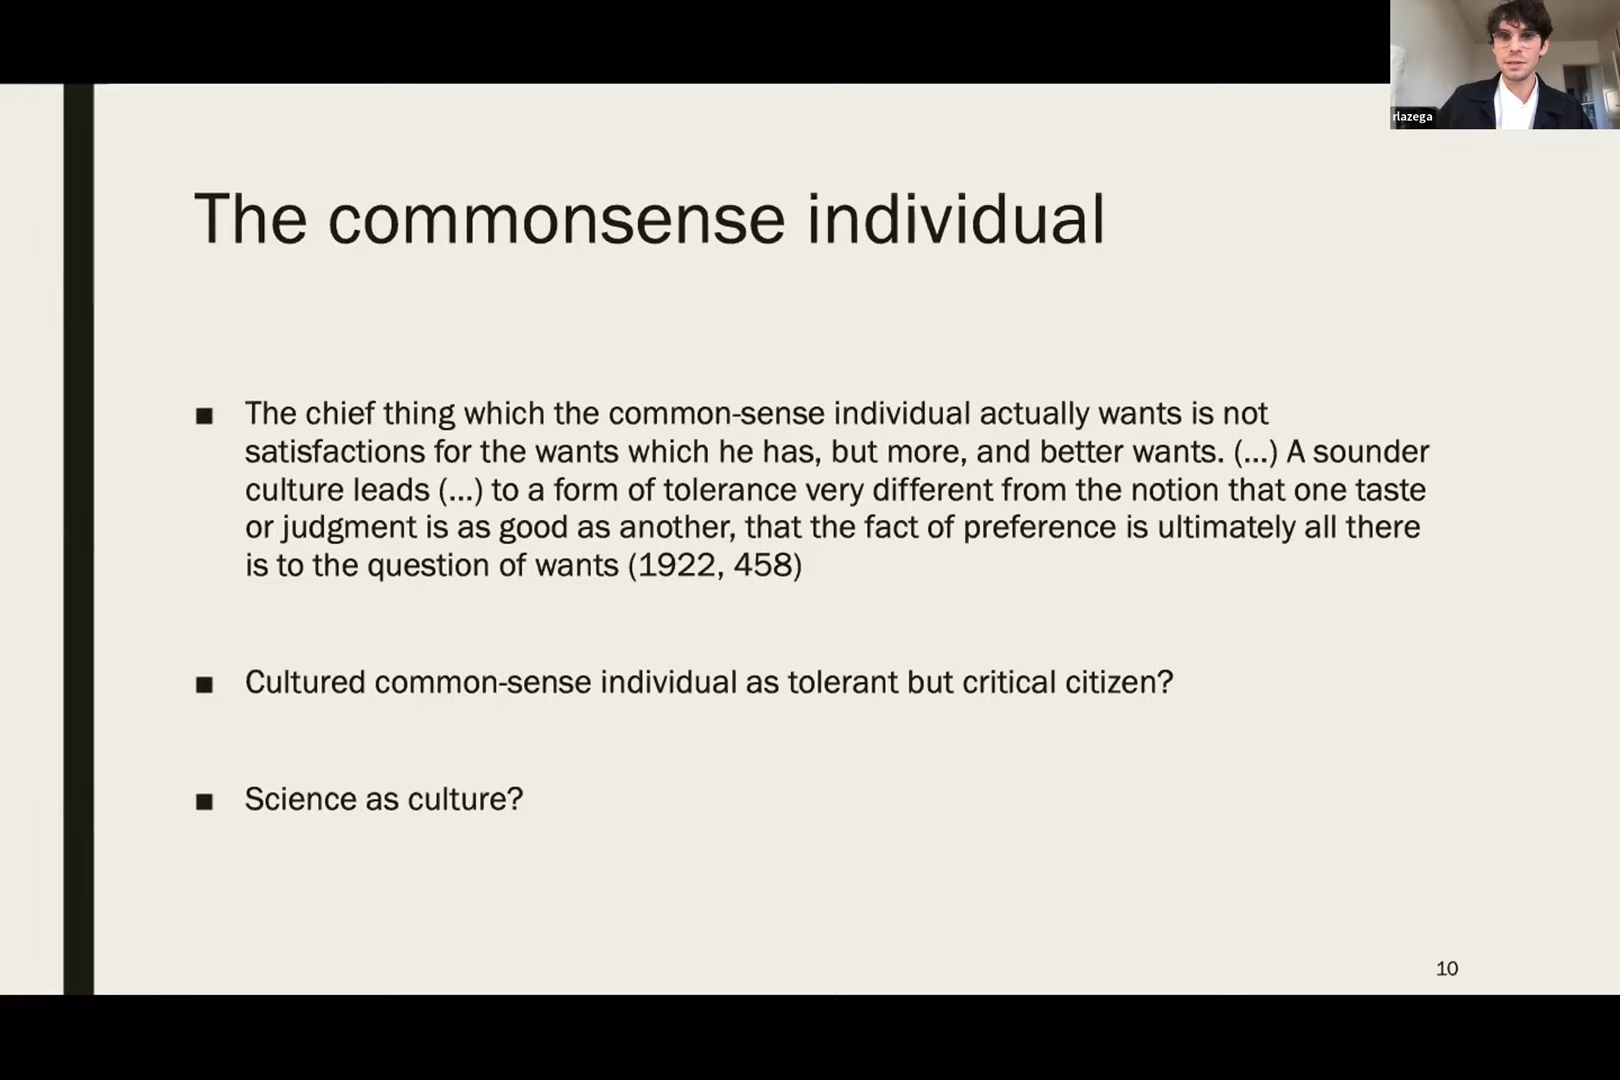 rlazega
The commonsense individual
■ The chief thing which the common-sense individual actually wants is not
satisfactions for the wants which he has, but more, and better wants. (...) A sounder
culture leads (...) to a form of tolerance very different from the notion that one taste
or judgment is as good as another, that the fact of preference is ultimately all there
is to the question of wants (1922, 458)
■ Cultured common-sense individual as tolerant but critical citizen?
■ Science as culture?
10